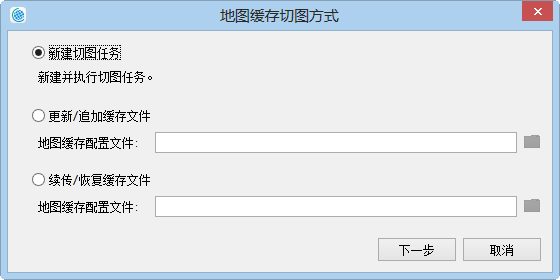 地图缓存切图方式
新建切图任务
新建并执行切图任务。
更新/追加缓存文件
地图缓存配置文件:
续传/恢复缓存文件
地图缓存配置文件:
下一步 取消